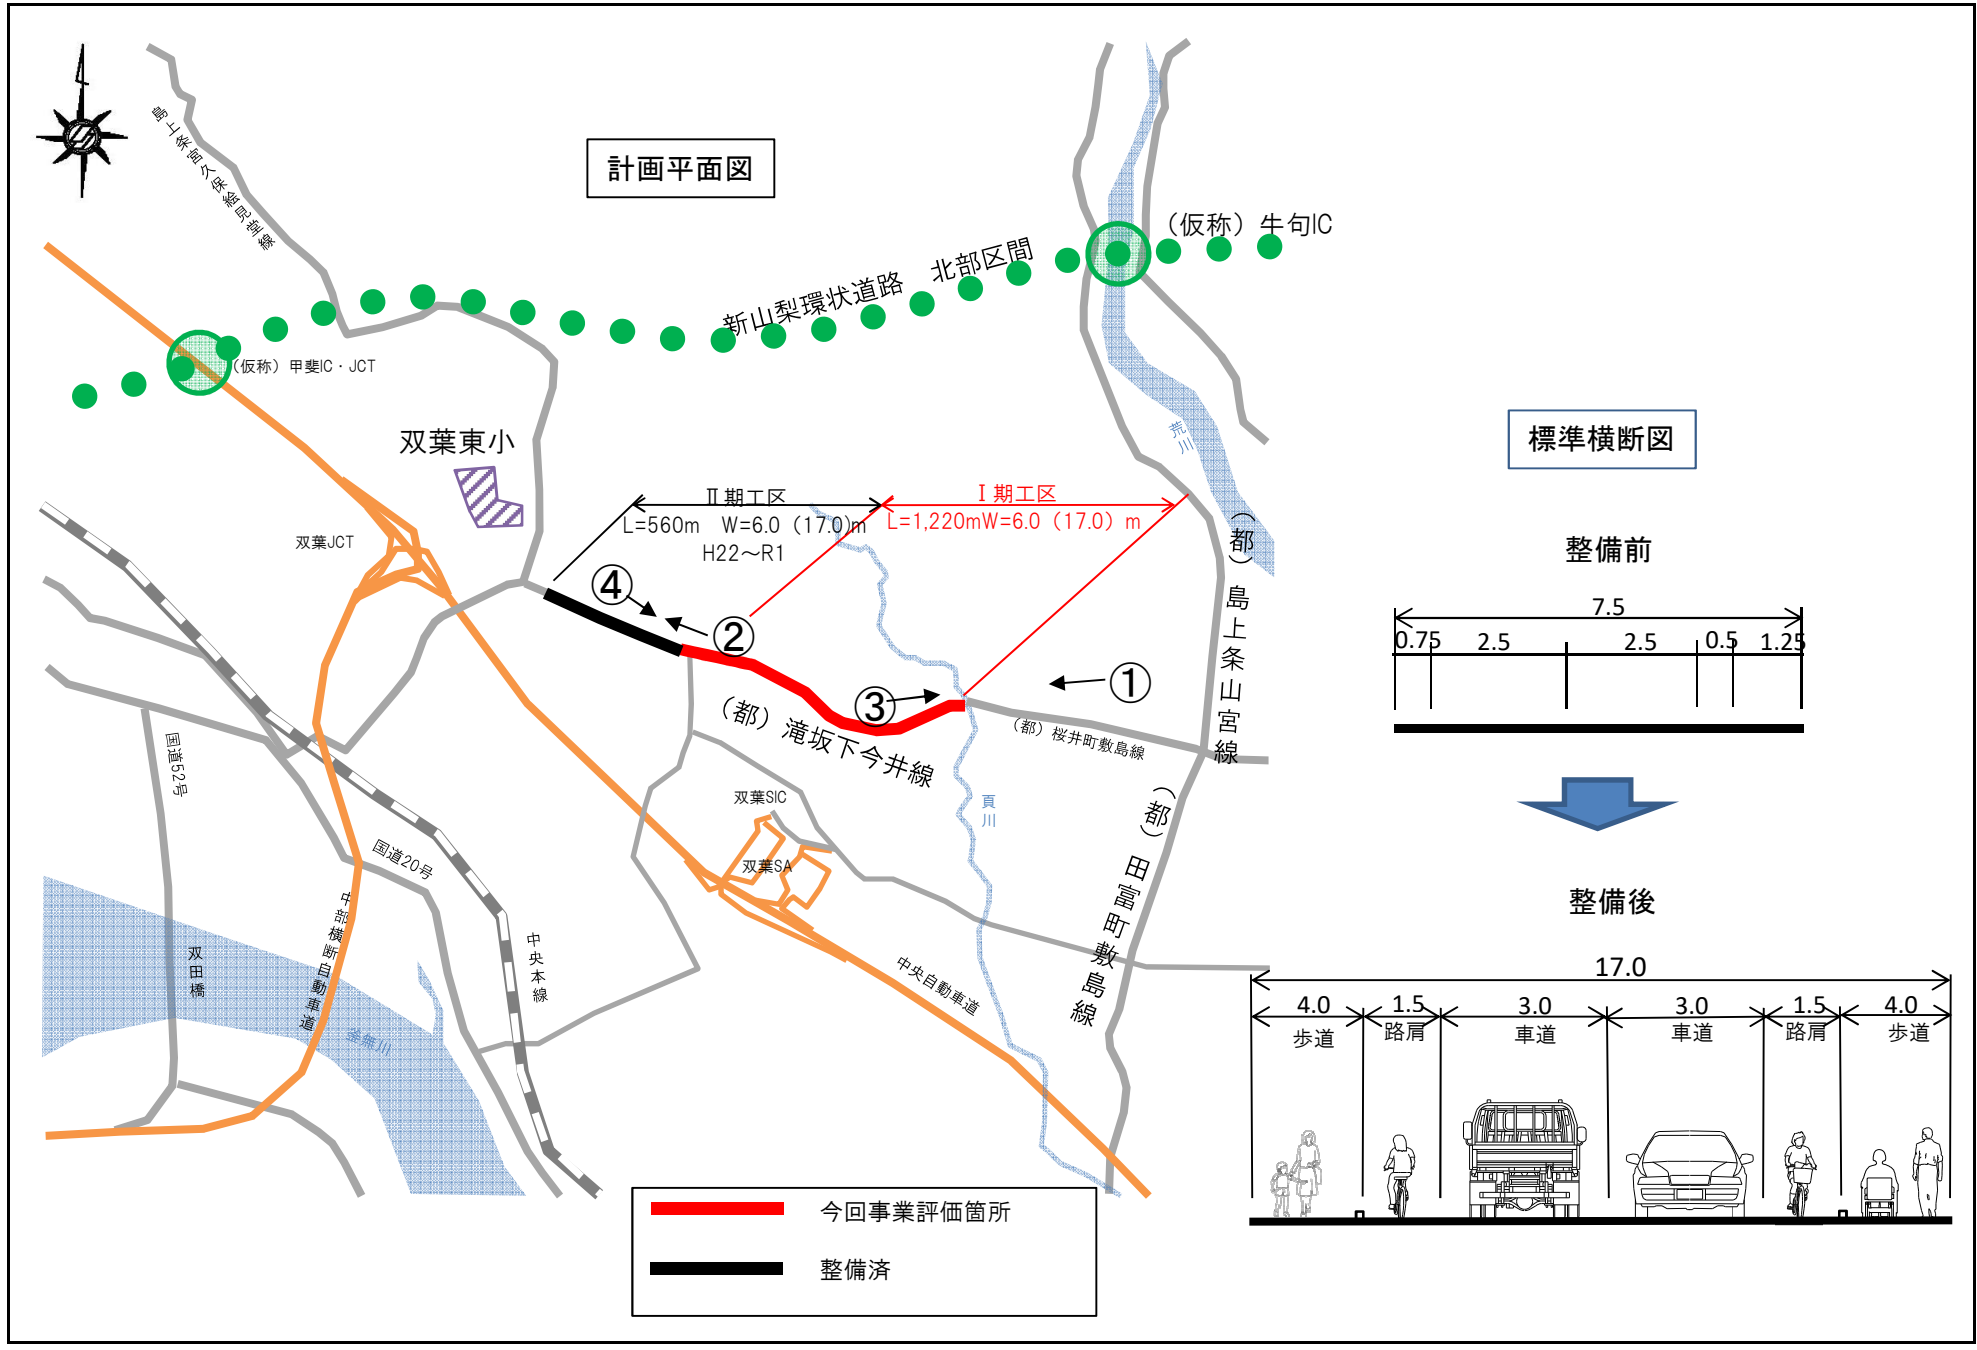 計画平面図
島上条宮久保絵見堂線
(仮称)牛句IC
新山梨環状道路 北部区間
(仮称)甲斐IC・JCT
双葉東小
荒川
標準横断図
Ⅱ期工区
L=560m W=6.0(17.0)m
H22～R1
Ⅰ期工区
L=1,220mW=6.0(17.0)m
双葉JCT
(都)島上条山宮線
整備前
7.5
0.75 2.5 2.5 0.5 1.25
④
②
③
①
(都)滝坂下今井線
(都)桜井町敷島線
国道52号
双葉SIC
貢川
(都)田富町敷島線
国道20号
双葉SA
整備後
中部横断自動車道
双田橋
中央本線
中央自動車道
釜無川
17.0
4.0 1.5 3.0 3.0 1.5 4.0
歩道 路肩 車道 車道 路肩 歩道
今回事業評価箇所
整備済